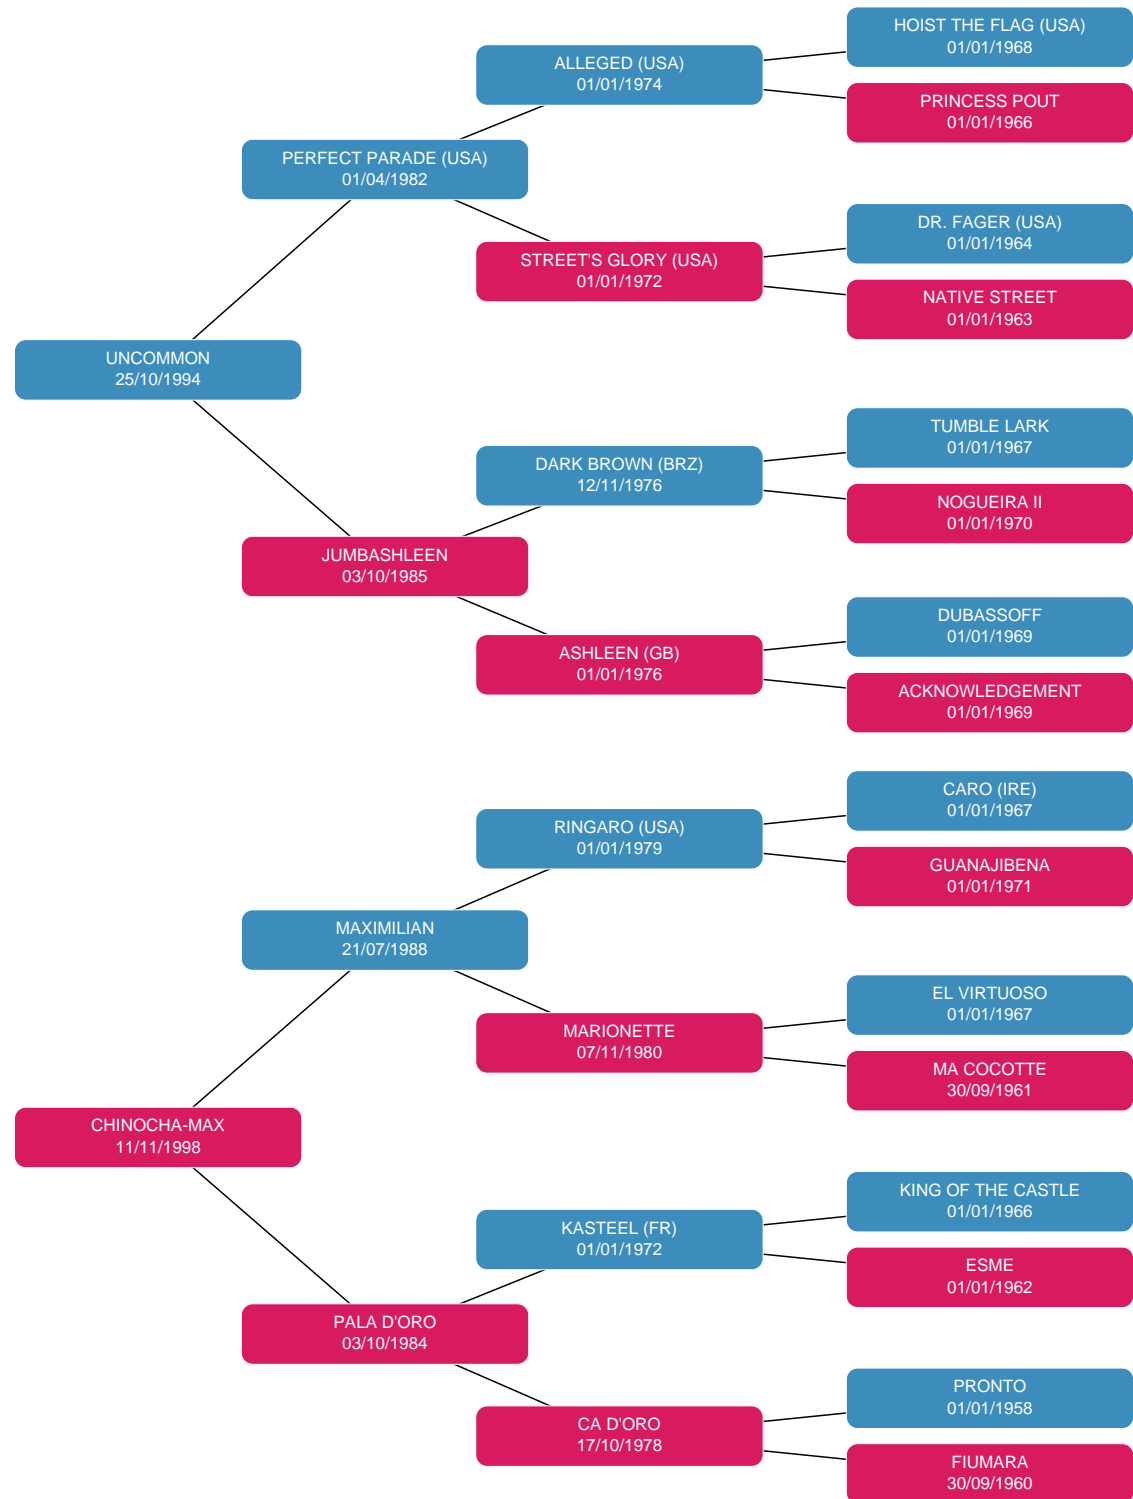 HOIST THE FLAG (USA)
01/01/1968
ALLEGED (USA)
01/01/1974
PRINCESS POUT
01/01/1966
PERFECT PARADE (USA)
01/04/1982
DR. FAGER (USA)
01/01/1964
STREET'S GLORY (USA)
01/01/1972
NATIVE STREET
01/01/1963
UNCOMMON
25/10/1994
TUMBLE LARK
01/01/1967
DARK BROWN (BRZ)
12/11/1976
NOGUEIRA II
01/01/1970
JUMBASHLEEN
03/10/1985
DUBASSOFF
01/01/1969
ASHLEEN (GB)
01/01/1976
ACKNOWLEDGEMENT
01/01/1969
CARO (IRE)
01/01/1967
RINGARO (USA)
01/01/1979
GUANAJIBENA
01/01/1971
MAXIMILIAN
21/07/1988
EL VIRTUOSO
01/01/1967
MARIONETTE
07/11/1980
MA COCOTTE
30/09/1961
CHINOCHA-MAX
11/11/1998
KING OF THE CASTLE
01/01/1966
KASTEEL (FR)
01/01/1972
ESME
01/01/1962
PALA D'ORO
03/10/1984
PRONTO
01/01/1958
CA D'ORO
17/10/1978
FIUMARA
30/09/1960